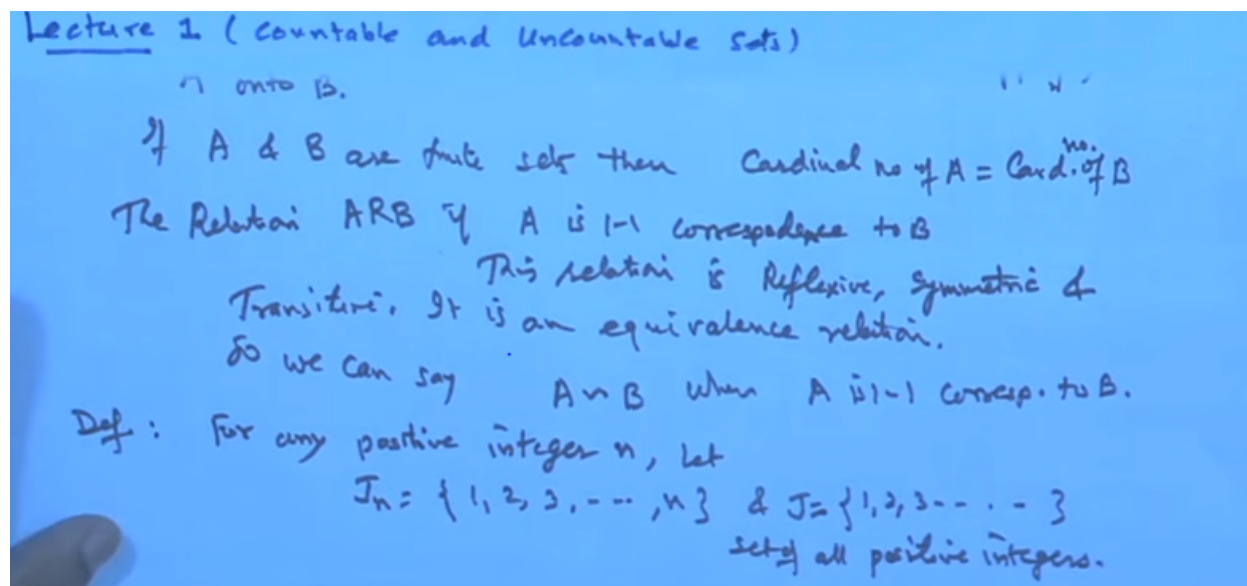 Lecture 1 (Countable and Uncountable Sets)
onto B.
If A & B are finite sets then Cardinal no of A = Card. no. of B
The Relation ARB if A is 1-1 correspodence to B
This relation is Reflexive, Symmetric &
Transitive. It is an equivalence relation.
So we can say A ~ B when A is 1-1 corresp. to B.
Def : For any positive integer n, let
Jn = { 1, 2, 3, ---, n } & J = { 1, 2, 3 -- . . - }
set of all positive integers.